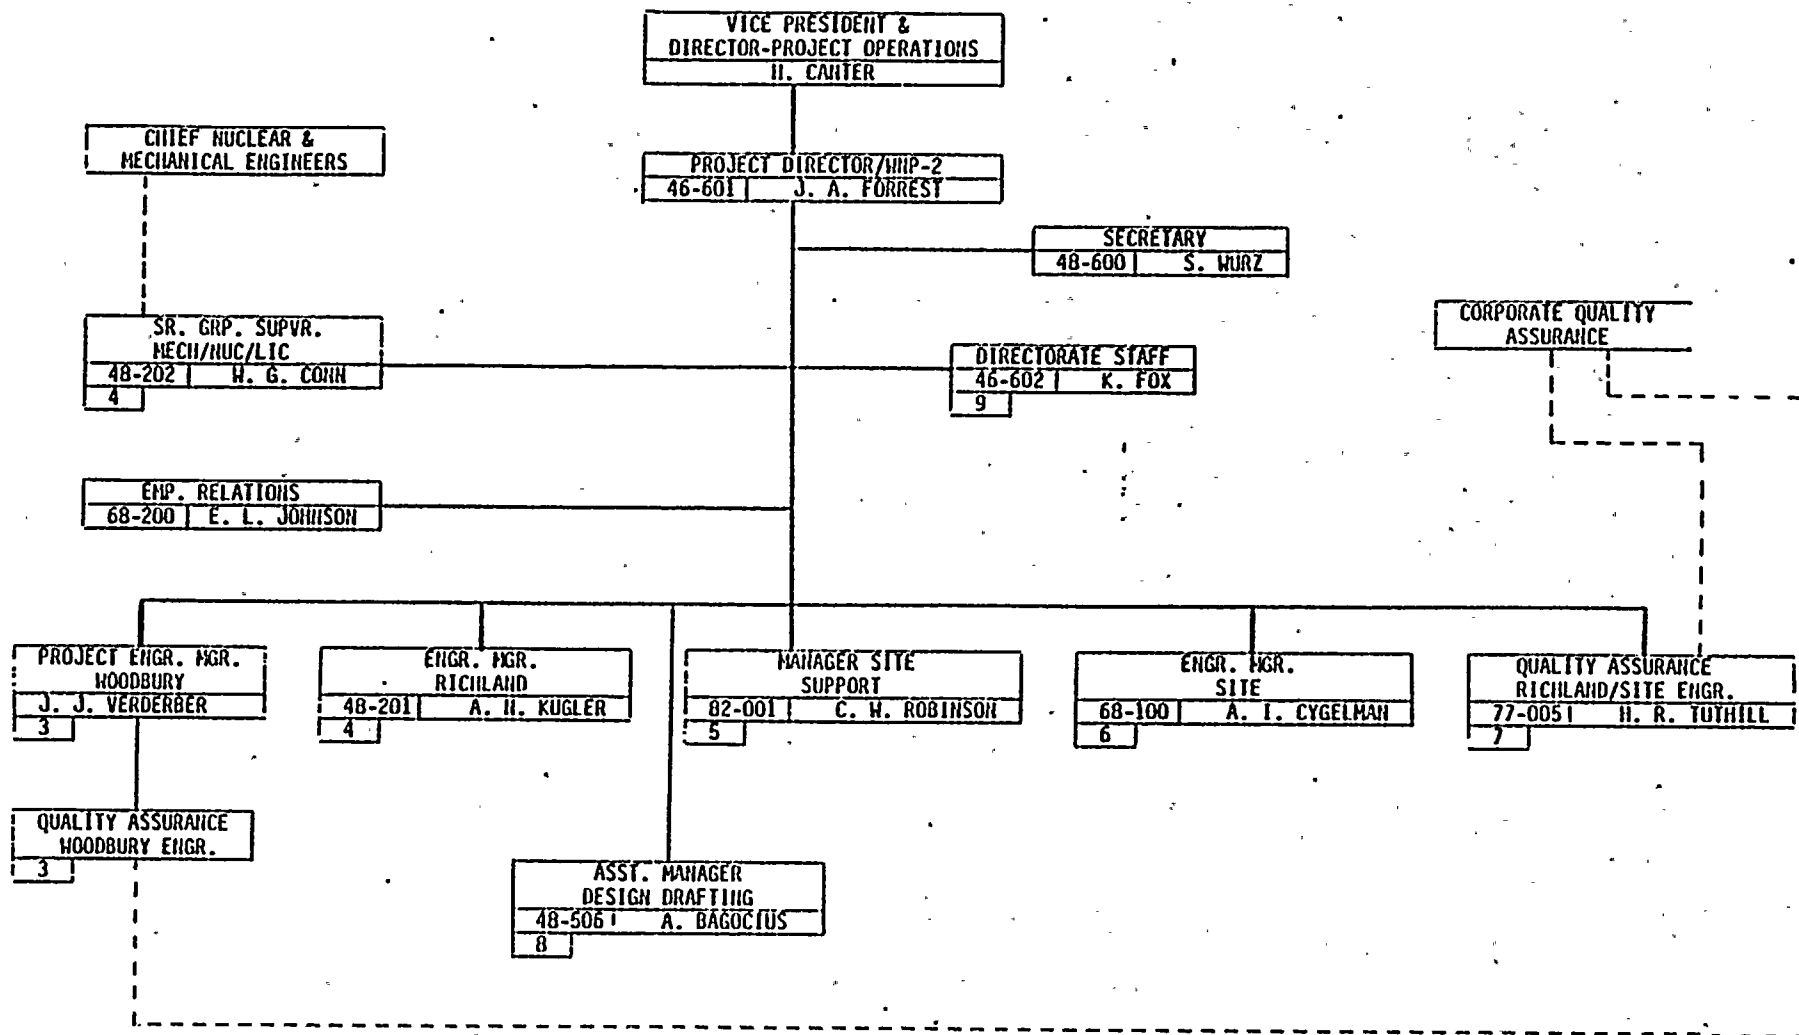 VICE PRESIDENT &
DIRECTOR-PROJECT OPERATIONS
H. CANTER
CHIEF NUCLEAR &
MECHANICAL ENGINEERS
PROJECT DIRECTOR/WNP-2
46-601 J. A. FORREST
SECRETARY
48-600 S. WURZ
SR. GRP. SUPVR.
MECH/NUC/LIC
48-202 W. G. CONN
4
DIRECTORATE STAFF
46-602 K. FOX
9
CORPORATE QUALITY
ASSURANCE
EMP. RELATIONS
68-200 E. L. JOHNSON
PROJECT ENGR. MGR.
WOODBURY
J. J. VERDERBER
3
ENGR. MGR.
RICHLAND
48-201 A. H. KUGLER
4
MANAGER SITE
SUPPORT
82-001 C. W. ROBINSON
5
ENGR. MGR.
SITE
68-100 A. I. CYGELMAN
6
QUALITY ASSURANCE
RICHLAND/SITE ENGR.
77-005 H. R. TUTHILL
7
QUALITY ASSURANCE
WOODBURY ENGR.
3
ASST. MANAGER
DESIGN DRAFTING
48-506 A. BAGOCIUS
8